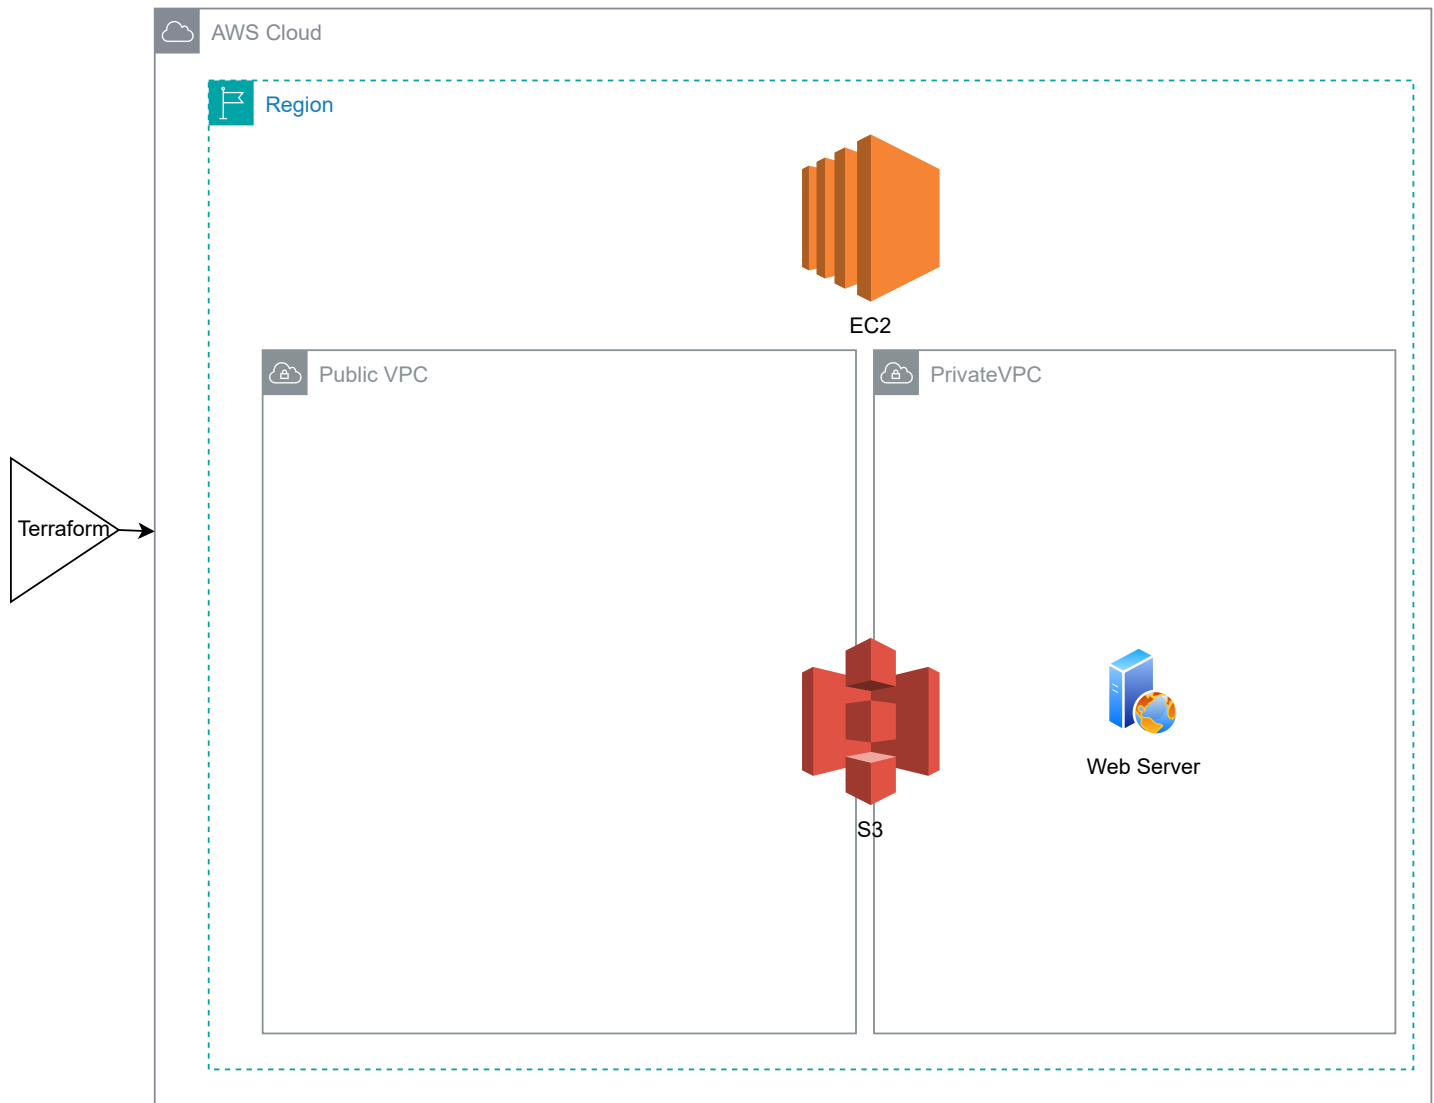 AWS Cloud
Region
EC2
Public VPC
PrivateVPC
Terraform
Web Server
S3